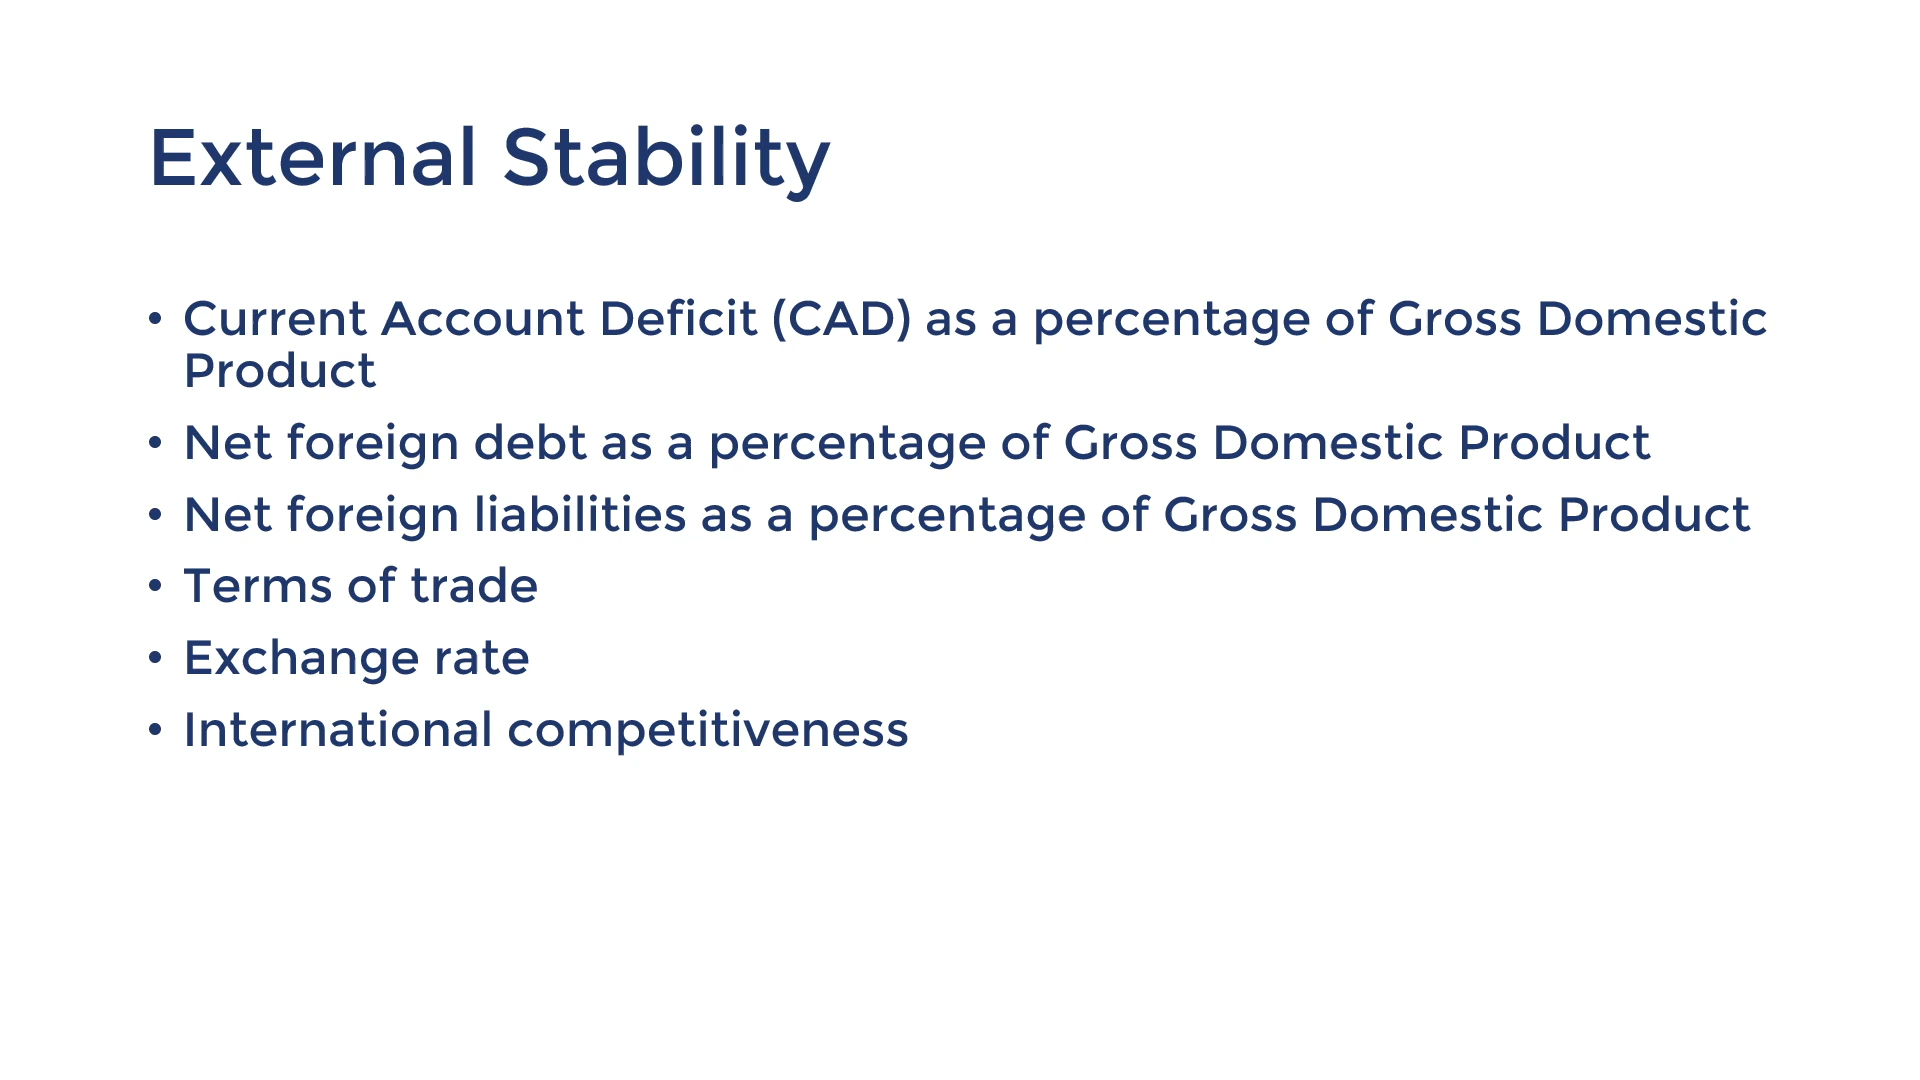 External Stability
• Current Account Deficit (CAD) as a percentage of Gross Domestic
Product
• Net foreign debt as a percentage of Gross Domestic Product
• Net foreign liabilities as a percentage of Gross Domestic Product
• Terms of trade
• Exchange rate
• International competitiveness